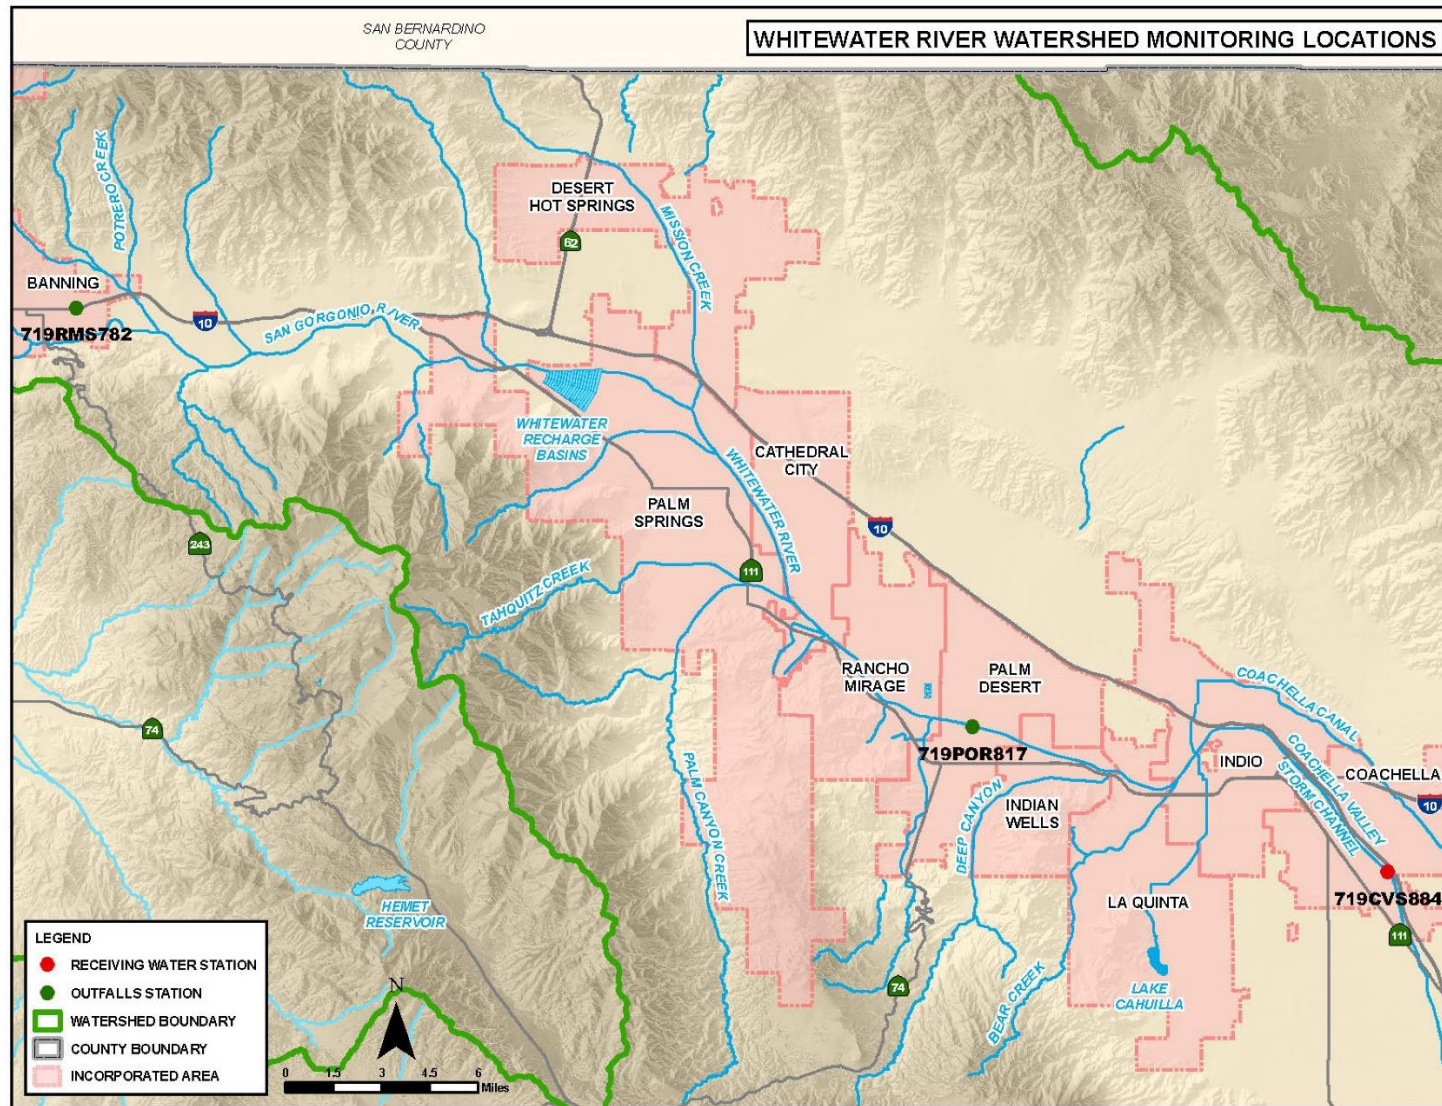 SAN BERNARDINO
COUNTY
WHITEWATER RIVER WATERSHED MONITORING LOCATIONS
POTRERO CREEK
DESERT
HOT SPRINGS
62
MISSION CREEK
BANNING
719RMS782
10
SAN GORGONIO RIVER
WHITEWATER
RECHARGE
BASINS
WHITEWATER RIVER
CATHEDRAL
CITY
PALM
SPRINGS
10
243
111
TAHQUITZ CREEK
RANCHO
MIRAGE
PALM
DESERT
COACHELLA CANAL
74
719POR817
PALM CANYON CREEK
DEEP CANYON
INDIAN
WELLS
INDIO
COACHELLA VALLEY
STORM CHANNEL
COACHELLA
10
HEMET
RESERVOIR
LA QUINTA
719CVS884
111
BEAR CREEK
LAKE
CAHUILLA
74
LEGEND
RECEIVING WATER STATION
OUTFALLS STATION
WATERSHED BOUNDARY
COUNTY BOUNDARY
INCORPORATED AREA
N
0 1.5 3 4.5 6
Miles